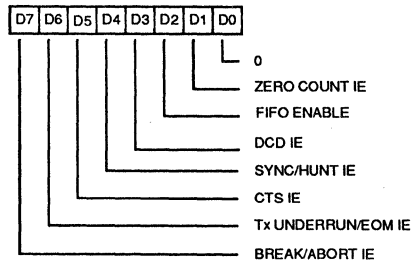 D7 D6 D5 D4 D3 D2 D1 D0
0
ZERO COUNT IE
FIFO ENABLE
DCD IE
SYNC/HUNT IE
CTS IE
Tx UNDERRUN/EOM IE
BREAK/ABORT IE